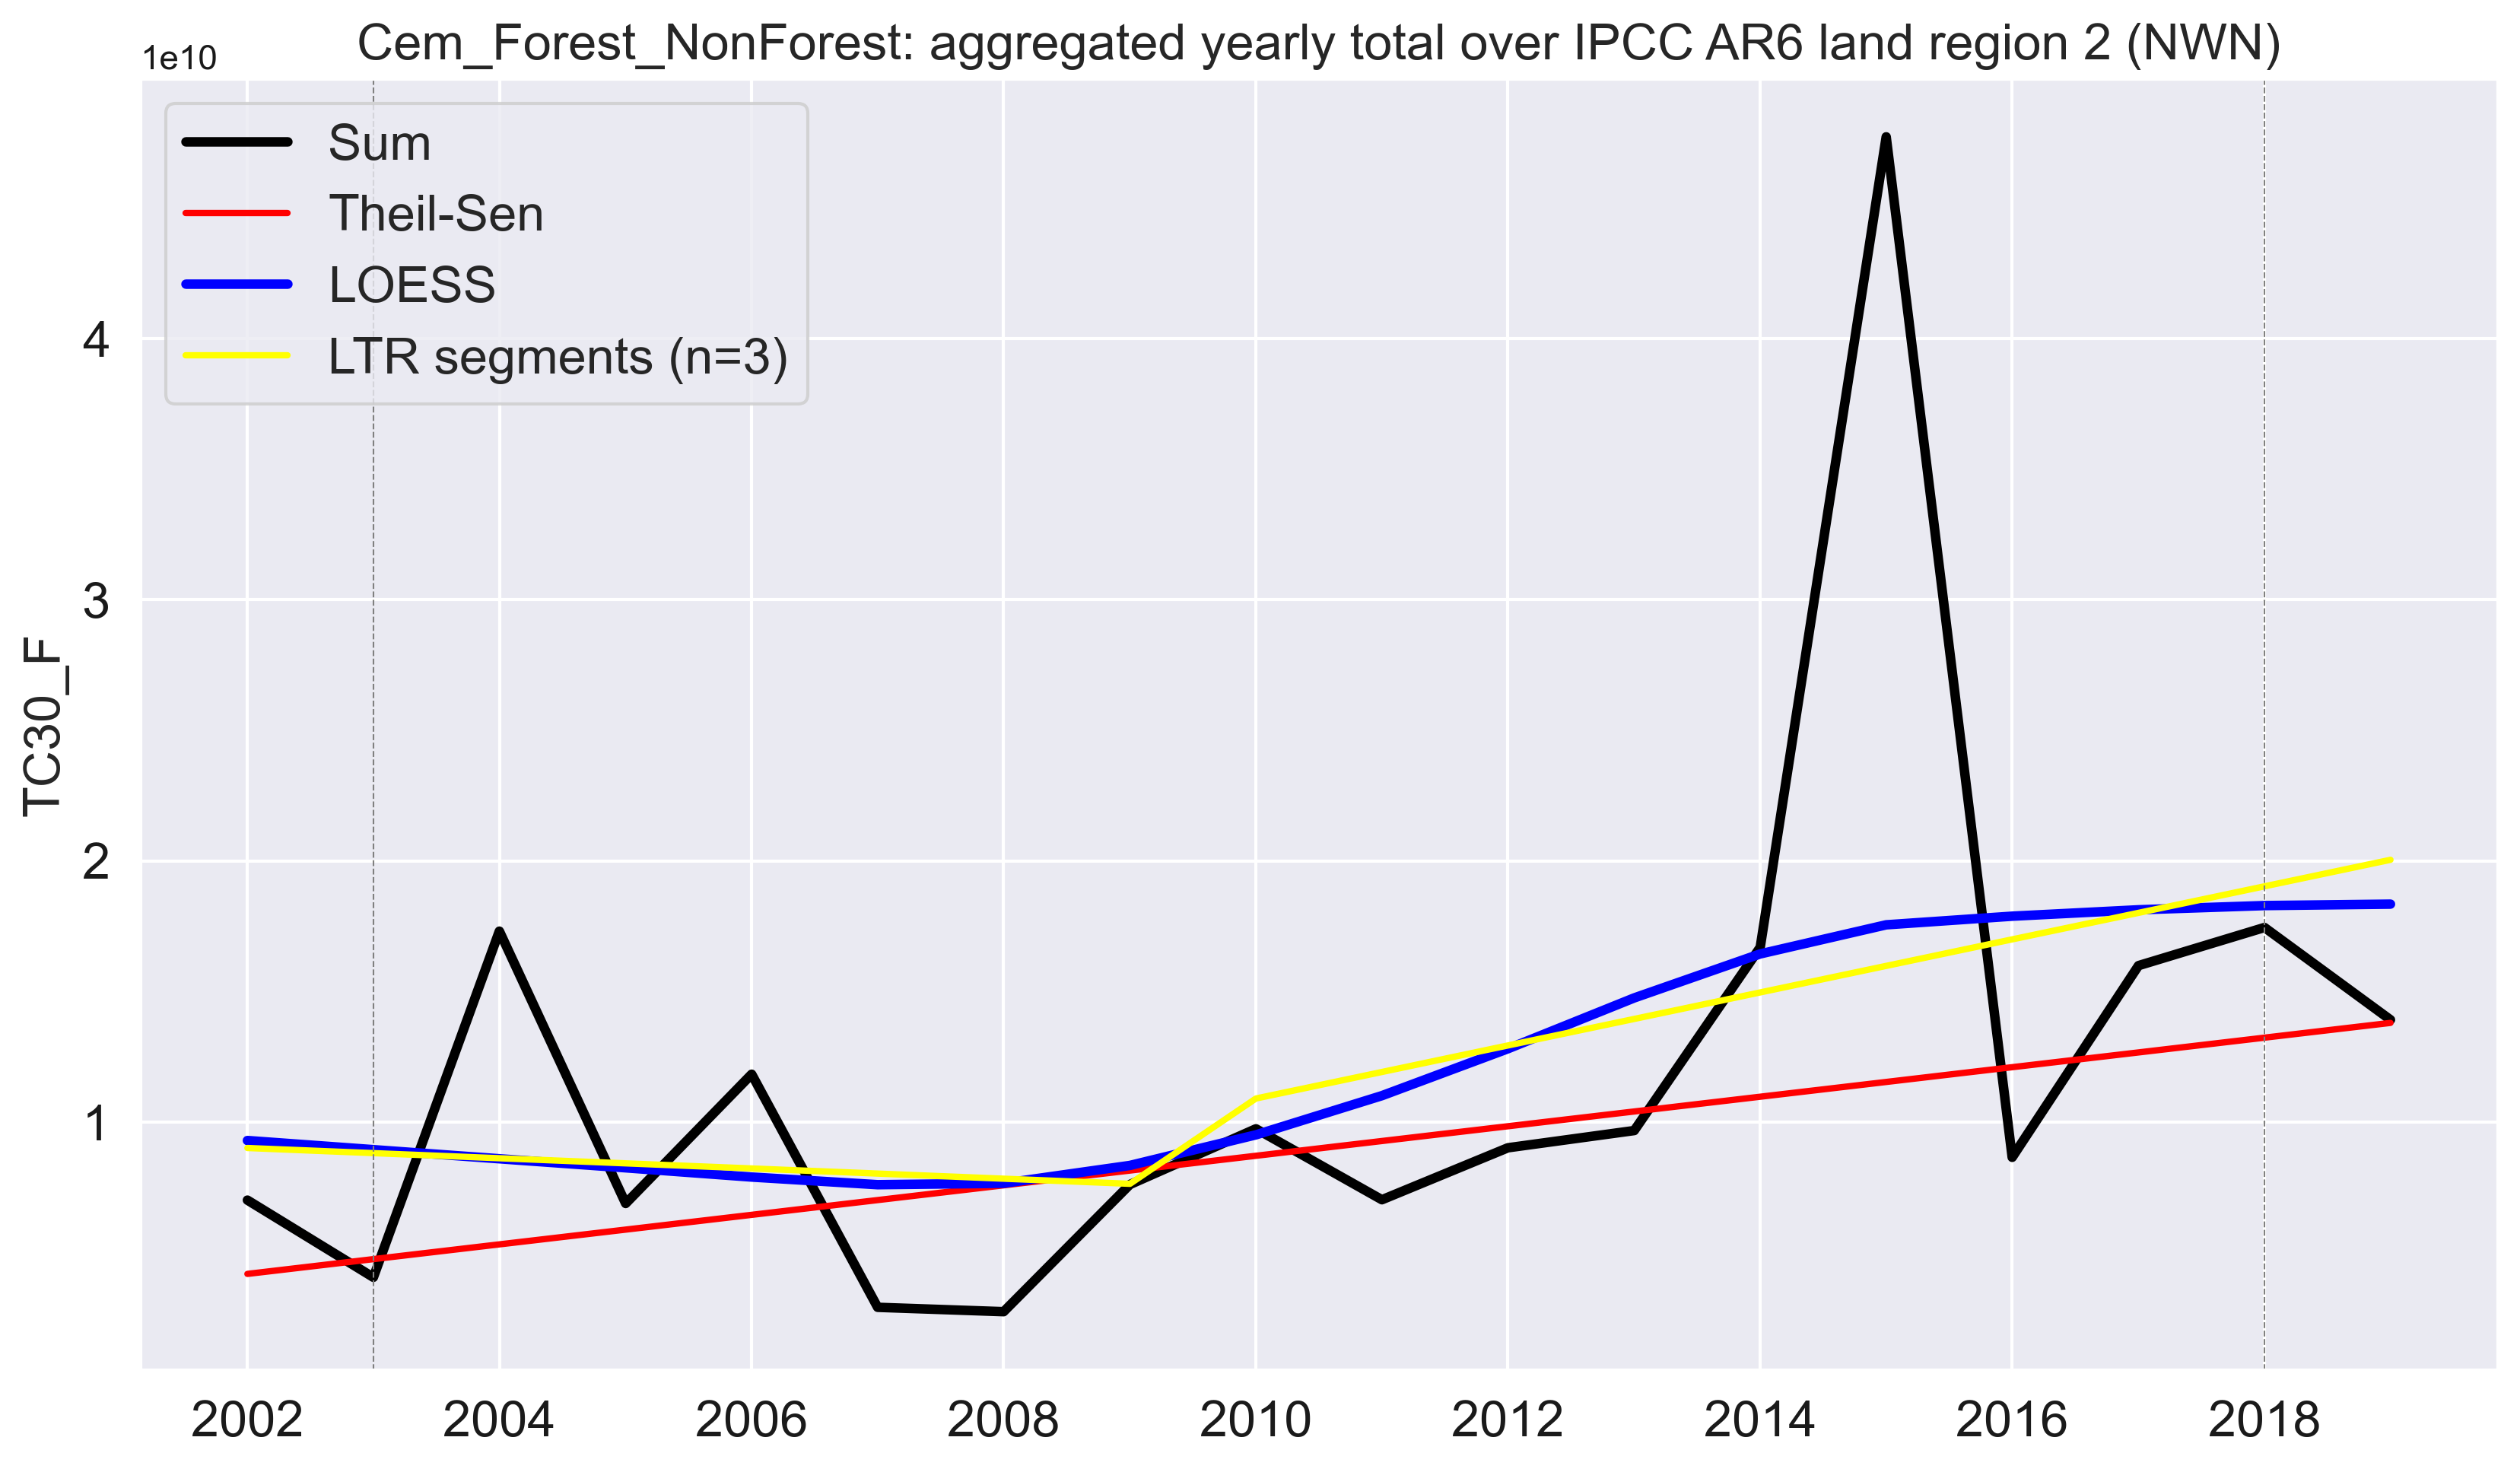 Cem_Forest_NonForest: aggregated yearly total over IPCC AR6 land region 2 (NWN)
1e10
Sum
Theil-Sen
LOESS
LTR segments (n=3)
4
3
2
1
TC30_F
2002 2004 2006 2008 2010 2012 2014 2016 2018